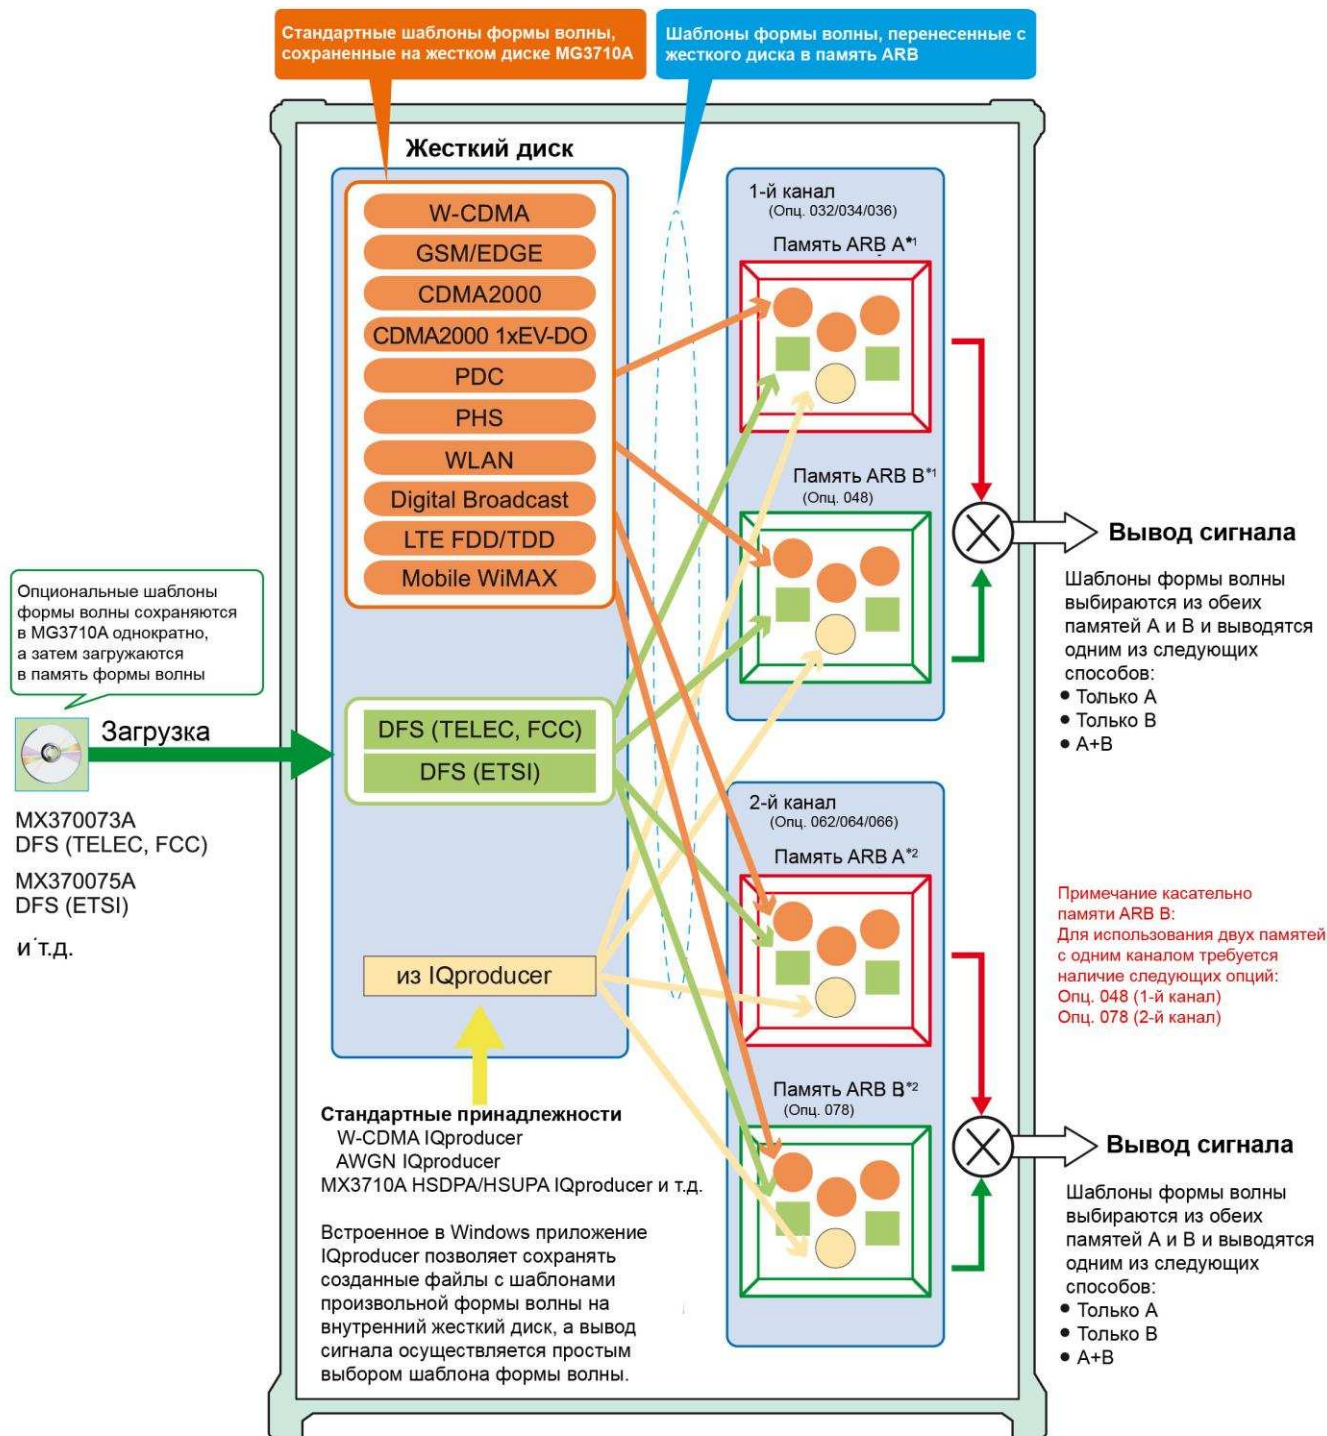 Стандартные шаблоны формы волны,
сохраненные на жестком диске MG3710A
Шаблоны формы волны, перенесенные с
жесткого диска в память ARB
Жесткий диск
W-CDMA
GSM/EDGE
CDMA2000
CDMA2000 1xEV-DO
PDC
PHS
WLAN
Digital Broadcast
LTE FDD/TDD
Mobile WiMAX
DFS (TELEC, FCC)
DFS (ETSI)
из IQproducer
Опциональные шаблоны
формы волны сохраняются
в MG3710A однократно,
а затем загружаются
в память формы волны
Загрузка
MX370073A
DFS (TELEC, FCC)
MX370075A
DFS (ETSI)
и т.д.
Стандартные принадлежности
W-CDMA IQproducer
AWGN IQproducer
MX3710A HSDPA/HSUPA IQproducer и т.д.
Встроенное в Windows приложение
IQproducer позволяет сохранять
созданные файлы с шаблонами
произвольной формы волны на
внутренний жесткий диск, а вывод
сигнала осуществляется простым
выбором шаблона формы волны.
1-й канал
(Опц. 032/034/036)
Память ARB A*1
Память ARB B*1
(Опц. 048)
Вывод сигнала
Шаблоны формы волны
выбираются из обеих
памятей А и В и выводятся
одним из следующих
способов:
● Только А
● Только В
● А+В
2-й канал
(Опц. 062/064/066)
Память ARB A*2
Память ARB B*2
(Опц. 078)
Примечание касательно
памяти ARB B:
Для использования двух памятей
с одним каналом требуется
наличие следующих опций:
Опц. 048 (1-й канал)
Опц. 078 (2-й канал)
Вывод сигнала
Шаблоны формы волны
выбираются из обеих
памятей А и В и выводятся
одним из следующих
способов:
● Только А
● Только В
● А+В